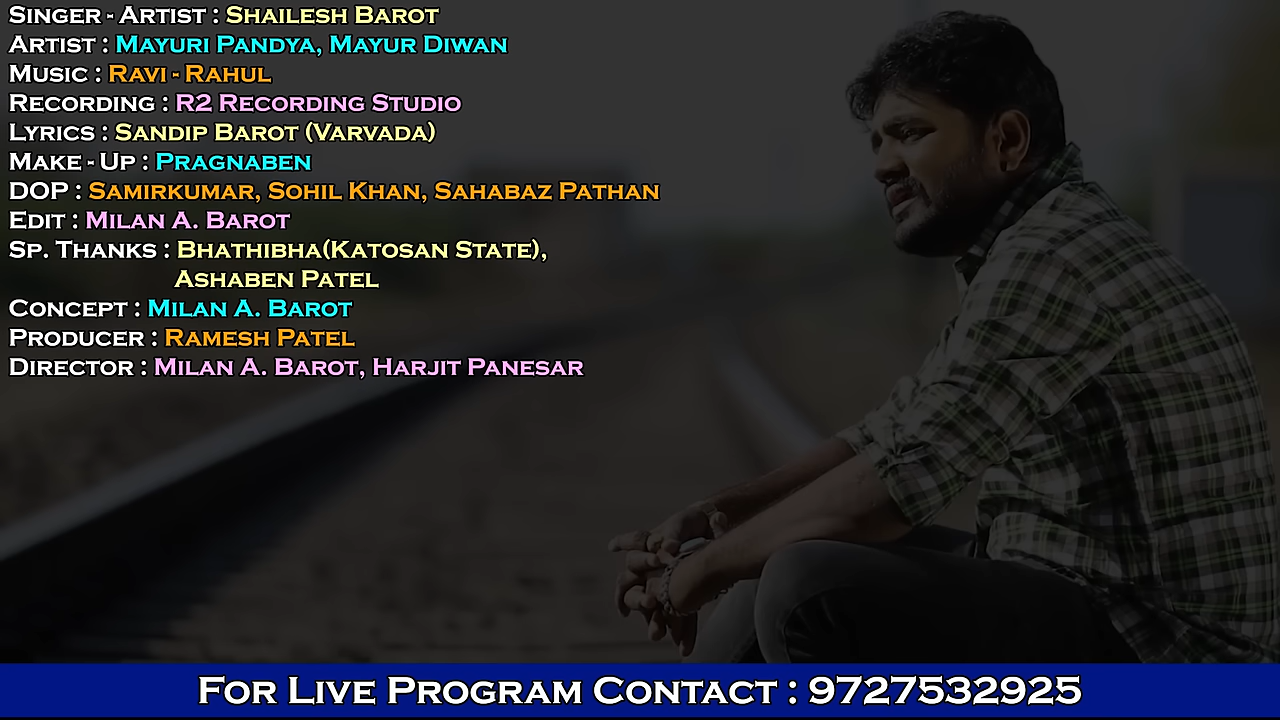 Singer - Artist : Shailesh Barot
Artist : Mayuri Pandya, Mayur Diwan
Music : Ravi - Rahul
Recording : R2 Recording Studio
Lyrics : Sandip Barot (Varvada)
Make - Up : Pragnaben
DOP : Samirkumar, Sohil Khan, Sahabaz Pathan
Edit : Milan A. Barot
Sp. Thanks : Bhathibha(Katosan State),
Ashaben Patel
Concept : Milan A. Barot
Producer : Ramesh Patel
Director : Milan A. Barot, Harjit Panesar
For Live Program Contact : 9727532925